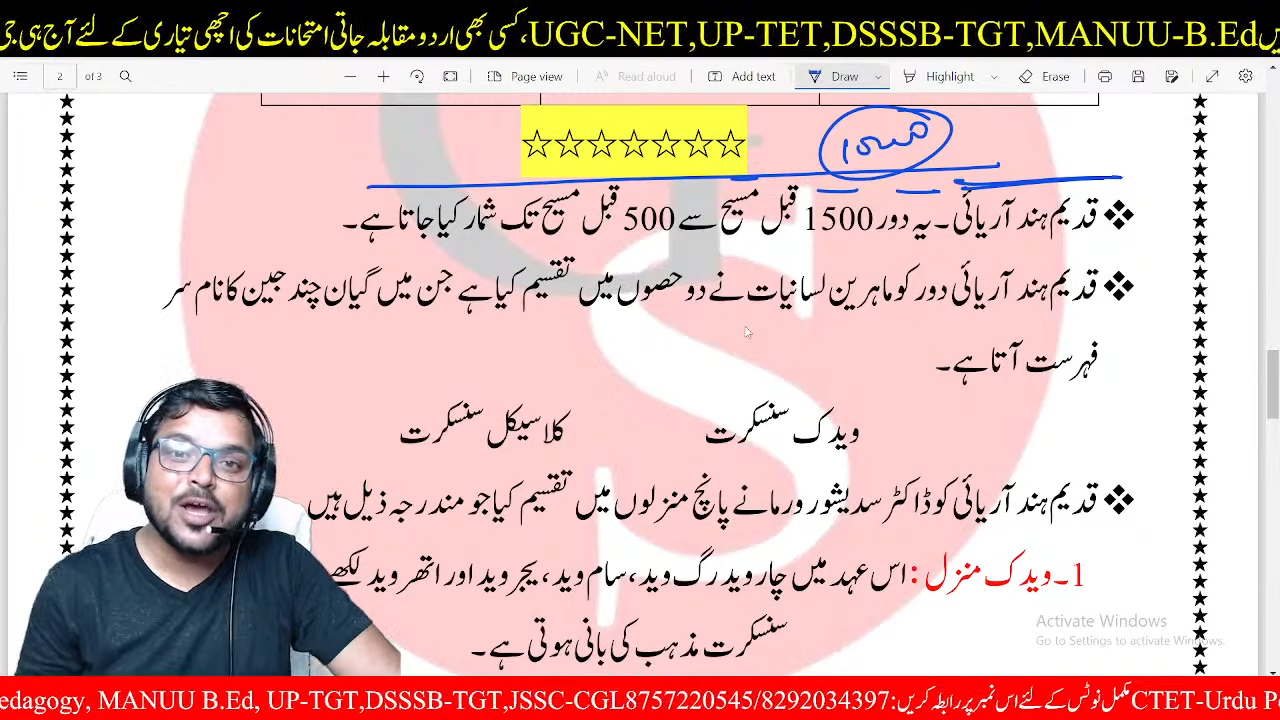 یں UGC-NET,UP-TET,DSSSB-TGT,MANUU-B.Ed، کسی بھی اردو مقابلہ جاتی امتحانات کی اچھی تیاری کے لئے آج ہی جی
2 of 3 Page view Read aloud Add text Draw Highlight Erase
☆☆☆☆☆☆☆
❖ قدیم ہند آریائی۔ یہ دور 1500 قبل مسیح سے 500 قبل مسیح تک شمار کیا جاتا ہے۔
❖ قدیم ہند آریائی دور کو ماہرین لسانیات نے دو حصوں میں تقسیم کیا ہے جن میں گیان چند جین کا نام سر
فہرست آتا ہے۔
ویدک سنسکرت کلاسیکل سنسکرت
❖ قدیم ہند آریائی کو ڈاکٹر سدیشور ورما نے پانچ منزلوں میں تقسیم کیا جو مندرجہ ذیل ہیں
1۔ ویدک منزل: اس عہد میں چار وید رگ وید، سام وید، یجر وید اور اتھر وید لکھے
سنسکرت مذہب کی بانی ہوتی ہے۔
Activate Windows
Go to Settings to activate Windows.
edagogy, MANUU B.Ed, UP-TGT,DSSSB-TGT,JSSC-CGL مکمل نوٹس کے لئے اس نمبر پر رابطہ کریں: 8757220545/8292034397 CTET-Urdu P